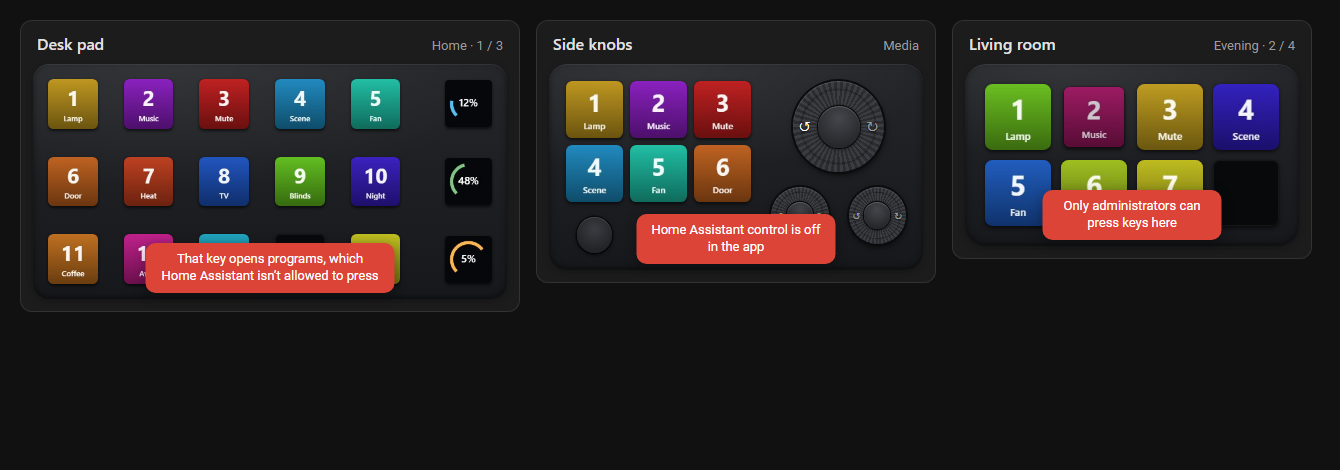 Desk pad
Home · 1 / 3
1
Lamp
2
Music
3
Mute
4
Scene
5
Fan
12%
6
Door
7
Heat
8
TV
9
Blinds
10
Night
48%
11
Coffee
5%
That key opens programs, which
Home Assistant isn't allowed to press
Side knobs
Media
1
Lamp
2
Music
3
Mute
4
Scene
5
Fan
6
Door
Home Assistant control is off
in the app
Living room
Evening · 2 / 4
1
Lamp
2
Music
3
Mute
4
Scene
5
Fan
6
7
Only administrators can
press keys here